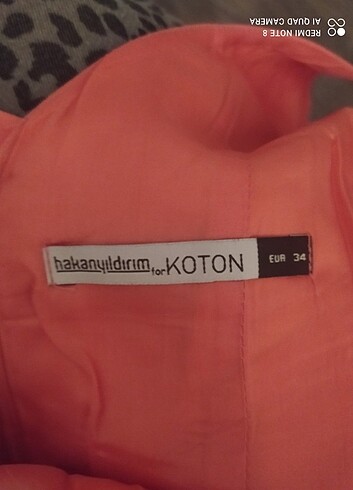 REDMI NOTE 8
AI QUAD CAMERA
hakanyıldırım for KOTON EUR 34